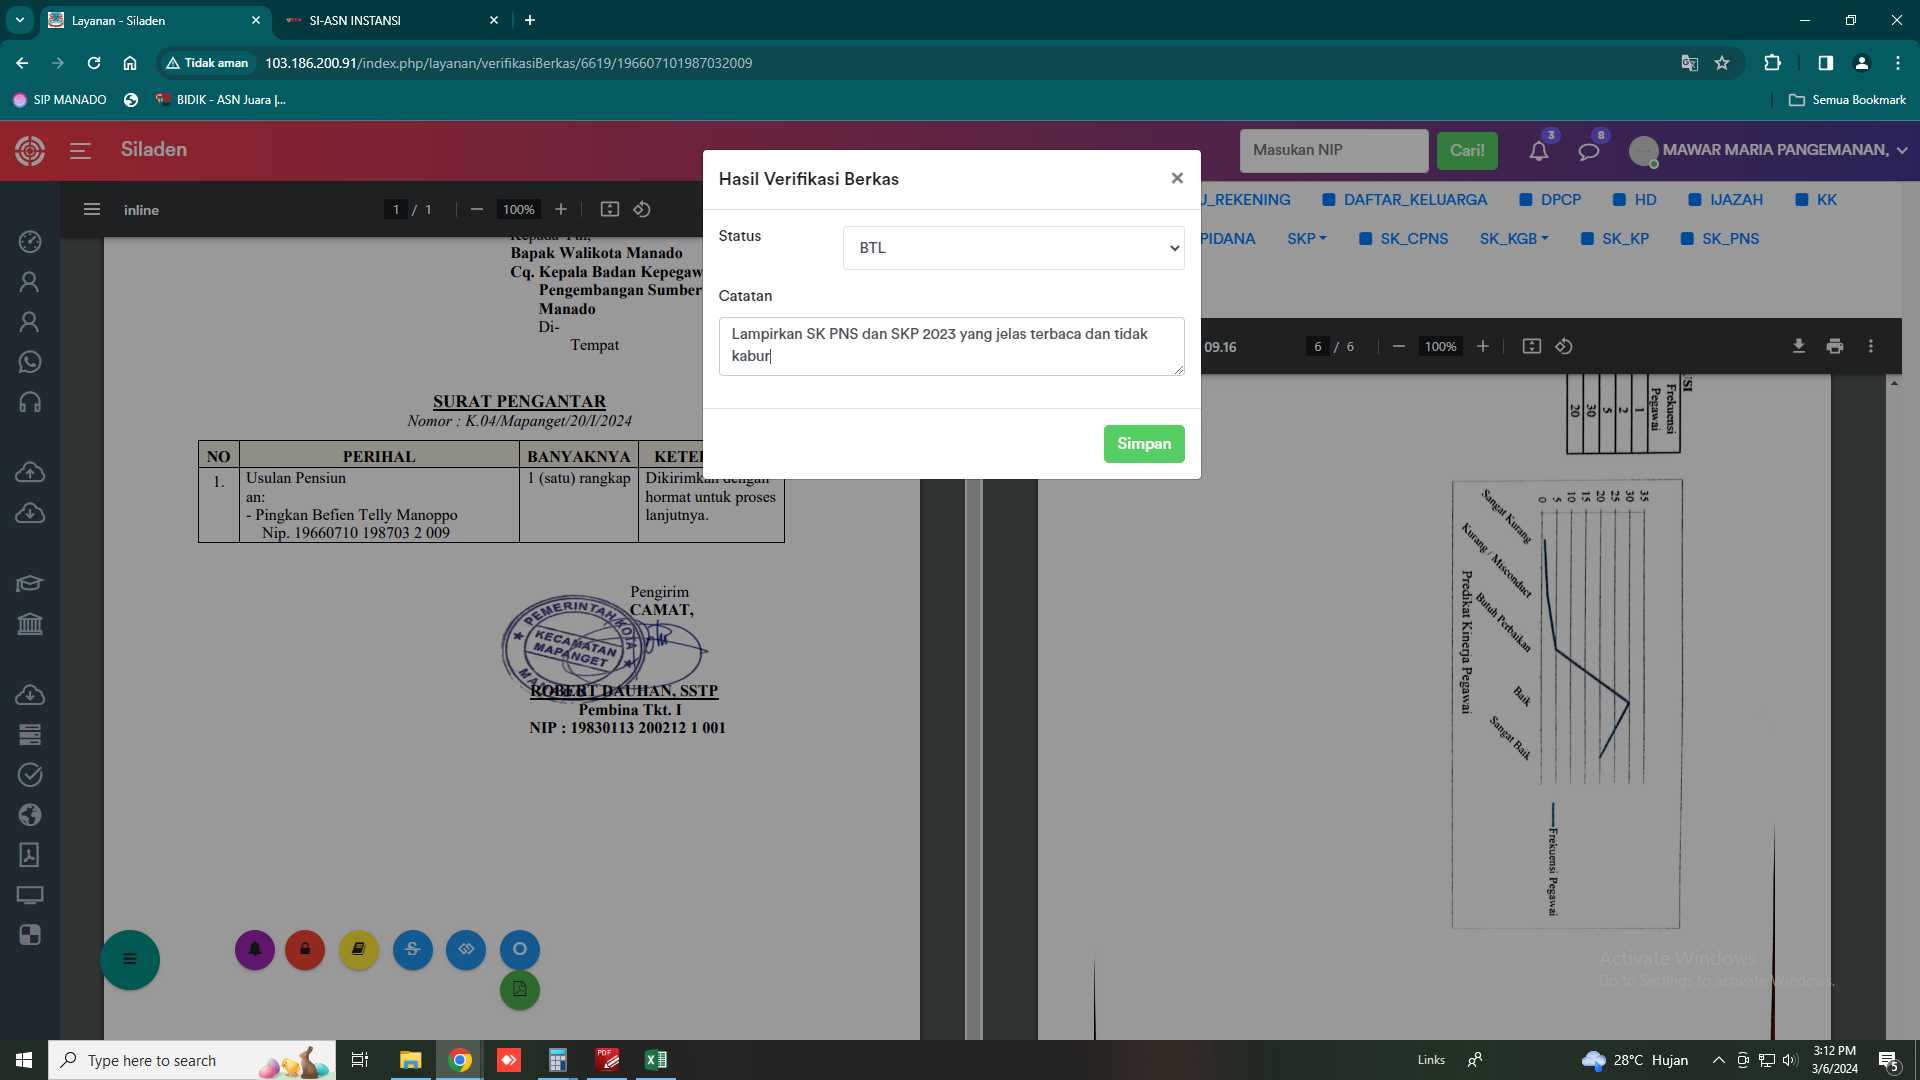 Layanan - Siladen
SI-ASN INSTANSI
Tidak aman
103.186.200.91/index.php/layanan/verifikasiBerkas/6619/196607101987032009
SIP MANADO
BIDIK - ASN Juara |...
Semua Bookmark
Siladen
Masukan NIP
Cari!
3
8
MAWAR MARIA PANGEMANAN,
inline
1 / 1
100%
Bapak Walikota Manado
Cq. Kepala Badan Kepegaw
Pengembangan Sumber
Manado
Di-
Tempat
SURAT PENGANTAR
Nomor : K.04/Mapanget/20/I/2024
NO
PERIHAL
BANYAKNYA
KETE
1.
Usulan Pensiun
an:
- Pingkan Befien Telly Manoppo
Nip. 19660710 198703 2 009
1 (satu) rangkap
Dikirimkan dengan
hormat untuk proses
lanjutnya.
Pengirim
CAMAT,
PEMERINTAH KOTA
KECAMATAN
MAPANGET
ROBERT DAUHAN, SSTP
Pembina Tkt. I
NIP : 19830113 200212 1 001
Hasil Verifikasi Berkas
×
Status
BTL
Catatan
Lampirkan SK PNS dan SKP 2023 yang jelas terbaca dan tidak
kabur
Simpan
U_REKENING
DAFTAR_KELUARGA
DPCP
HD
IJAZAH
KK
PIDANA
SKP
SK_CPNS
SK_KGB
SK_KP
SK_PNS
09.16
6 / 6
100%
USI
Frekuensi
Pegawai
1
2
5
30
20
35
30
25
20
15
10
5
0
Sangat Kurang
Kurang / Misconduct
Butuh Perbaikan
Baik
Sangat Baik
Predikat Kinerja Pegawai
Frekuensi Pegawai
Activate Windows
Go to Settings to activate Windows.
Type here to search
PDF
Links
28°C Hujan
3:12 PM
3/6/2024
5